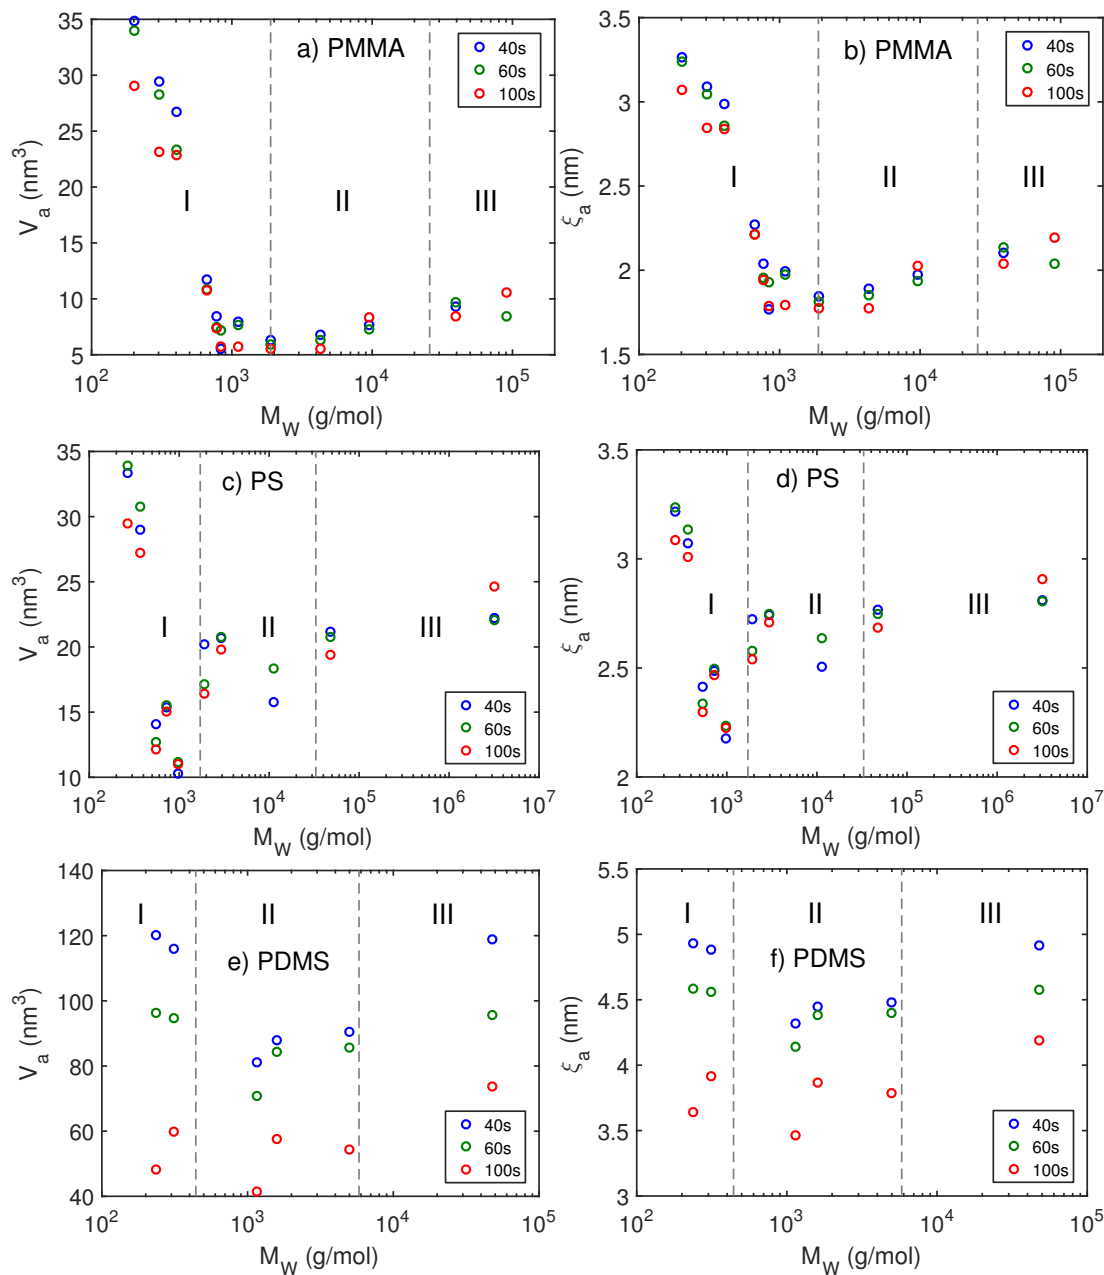 a) PMMA
V_a (nm^3)
35
30
25
20
15
10
5
I
II
III
40s
60s
100s
10^2
10^3
10^4
10^5
M_W (g/mol)
b) PMMA
ξ_a (nm)
3.5
3
2.5
2
1.5
I
II
III
40s
60s
100s
10^2
10^3
10^4
10^5
M_W (g/mol)
c) PS
V_a (nm^3)
35
30
25
20
15
10
I
II
III
40s
60s
100s
10^2
10^3
10^4
10^5
10^6
10^7
M_W (g/mol)
d) PS
ξ_a (nm)
3.5
3
2.5
2
I
II
III
40s
60s
100s
10^2
10^3
10^4
10^5
10^6
10^7
M_W (g/mol)
e) PDMS
V_a (nm^3)
140
120
100
80
60
40
I
II
III
40s
60s
100s
10^2
10^3
10^4
10^5
M_W (g/mol)
f) PDMS
ξ_a (nm)
5.5
5
4.5
4
3.5
3
I
II
III
40s
60s
100s
10^2
10^3
10^4
10^5
M_W (g/mol)